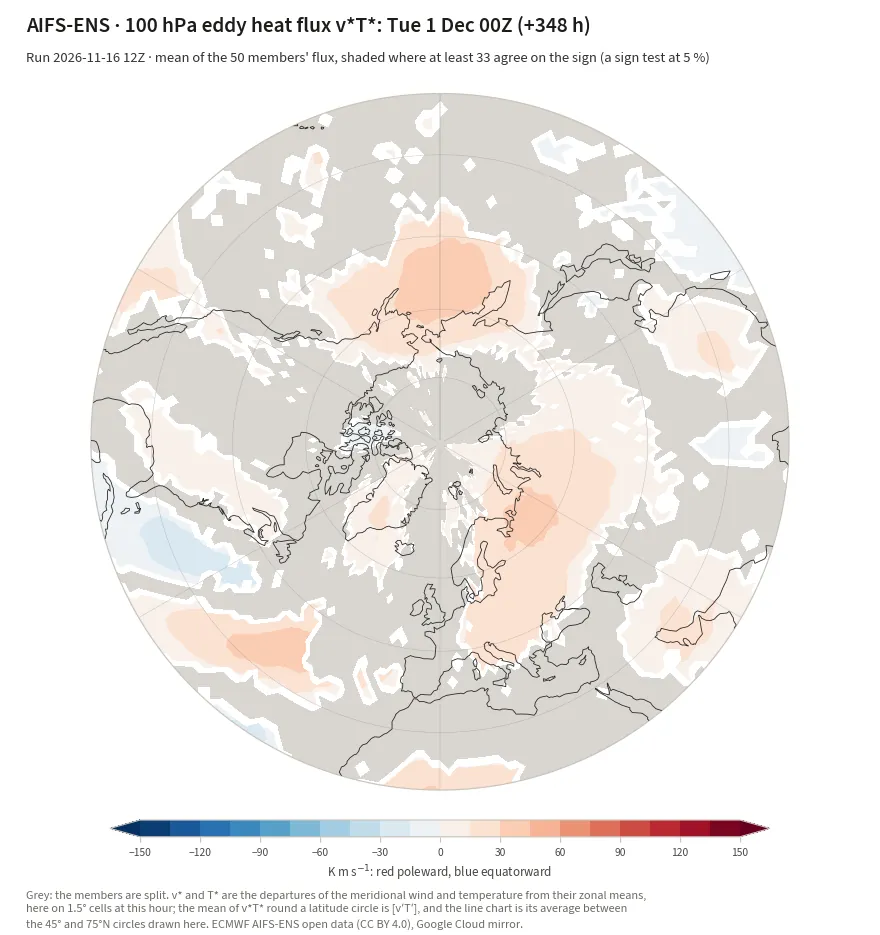 AIFS-ENS · 100 hPa eddy heat flux v*T*: Tue 1 Dec 00Z (+348 h)
Run 2026-11-16 12Z · mean of the 50 members' flux, shaded where at least 33 agree on the sign (a sign test at 5 %)
−150 −120 −90 −60 −30 0 30 60 90 120 150
K m s⁻¹: red poleward, blue equatorward
Grey: the members are split. v* and T* are the departures of the meridional wind and temperature from their zonal means,
here on 1.5° cells at this hour; the mean of v*T* round a latitude circle is [v'T'], and the line chart is its average between
the 45° and 75°N circles drawn here. ECMWF AIFS-ENS open data (CC BY 4.0), Google Cloud mirror.